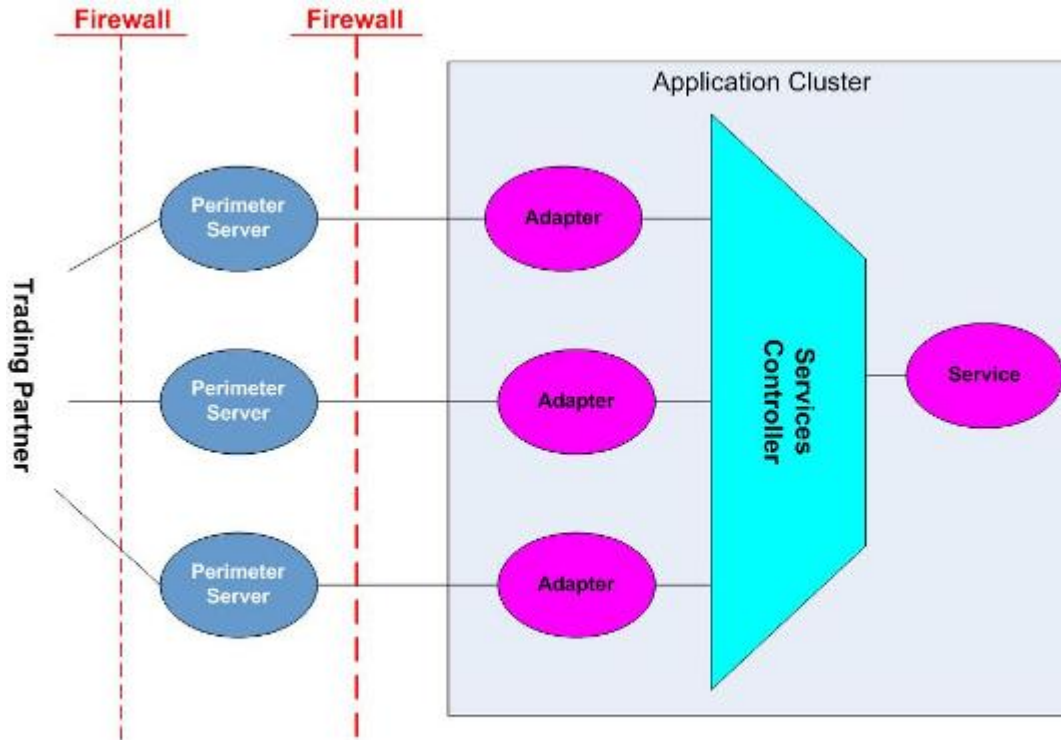 Firewall
Firewall
Application Cluster
Perimeter
Server
Adapter
Trading Partner
Perimeter
Server
Adapter
Services
Controller
Service
Perimeter
Server
Adapter